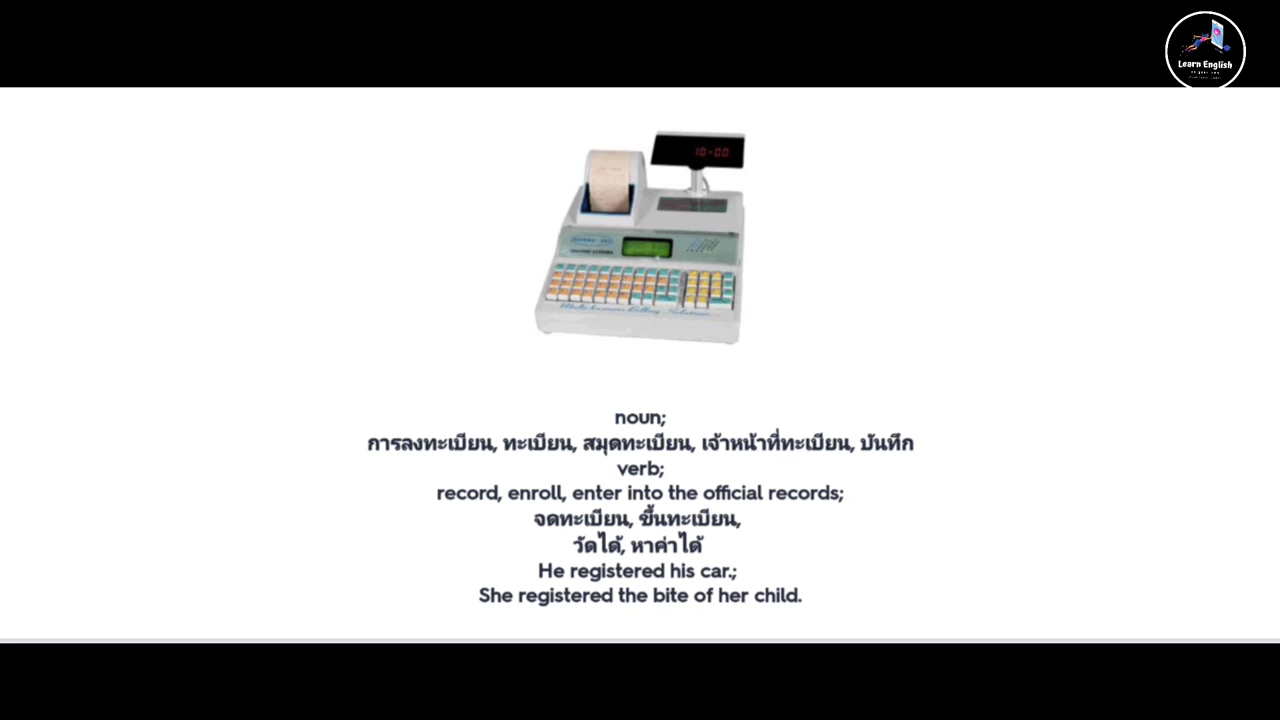 Learn English
10-00
noun;
การลงทะเบียน, ทะเบียน, สมุดทะเบียน, เจ้าหน้าที่ทะเบียน, บันทึก
verb;
record, enroll, enter into the official records;
จดทะเบียน, ขึ้นทะเบียน,
วัดได้, หาค่าได้
He registered his car.;
She registered the bite of her child.